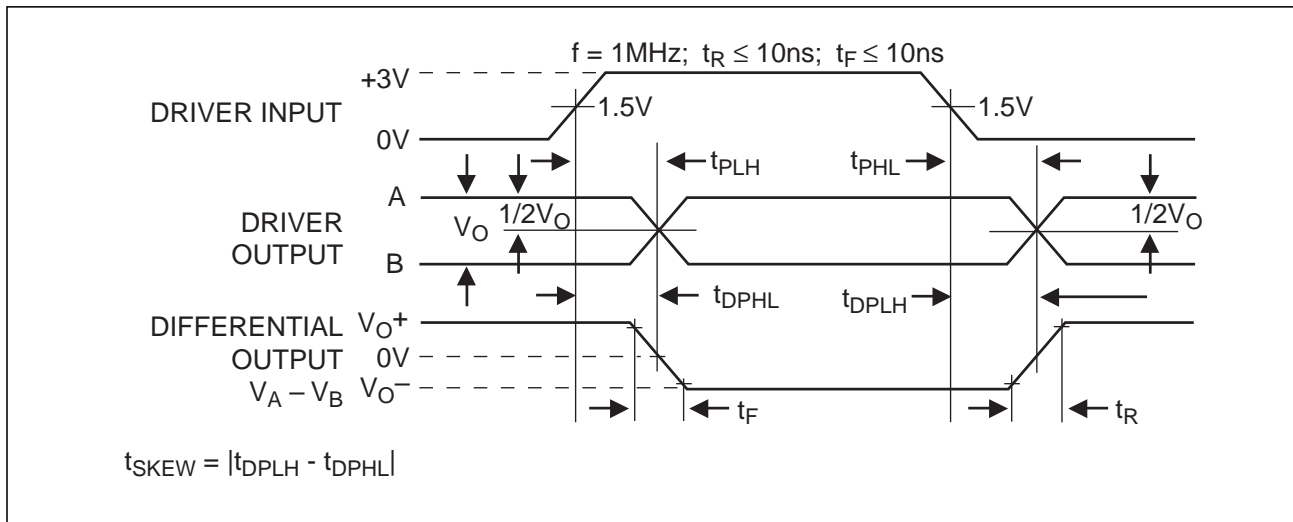 f = 1MHz; tR ≤ 10ns; tF ≤ 10ns
+3V
DRIVER INPUT
1.5V
1.5V
0V
tPLH
tPHL
A
DRIVER
OUTPUT
VO
1/2VO
1/2VO
B
tDPHL
tDPLH
DIFFERENTIAL
OUTPUT
VA – VB
VO+
0V
VO–
tF
tR
tSKEW = |tDPLH - tDPHL|